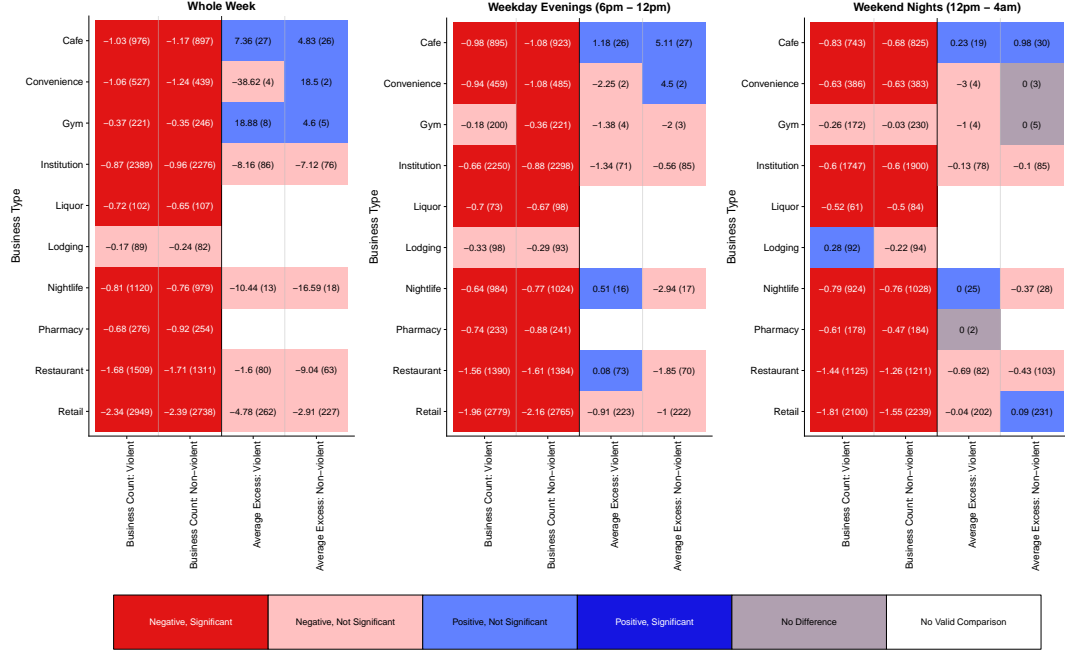 Whole Week
Business Type
Cafe −1.03 (976) −1.17 (897) 7.36 (27) 4.83 (26)
Convenience −1.06 (527) −1.24 (439) −38.62 (4) 18.5 (2)
Gym −0.37 (221) −0.35 (246) 18.88 (8) 4.6 (5)
Institution −0.87 (2389) −0.96 (2276) −8.16 (86) −7.12 (76)
Liquor −0.72 (102) −0.65 (107)
Lodging −0.17 (89) −0.24 (82)
Nightlife −0.81 (1120) −0.76 (979) −10.44 (13) −16.59 (18)
Pharmacy −0.68 (276) −0.92 (254)
Restaurant −1.68 (1509) −1.71 (1311) −1.6 (80) −9.04 (63)
Retail −2.34 (2949) −2.39 (2738) −4.78 (262) −2.91 (227)
Business Count: Violent
Business Count: Non−violent
Average Excess: Violent
Average Excess: Non−violent
Weekday Evenings (6pm − 12pm)
Business Type
Cafe −0.98 (895) −1.08 (923) 1.18 (26) 5.11 (27)
Convenience −0.94 (459) −1.08 (485) −2.25 (2) 4.5 (2)
Gym −0.18 (200) −0.36 (221) −1.38 (4) −2 (3)
Institution −0.66 (2250) −0.88 (2298) −1.34 (71) −0.56 (85)
Liquor −0.7 (73) −0.67 (98)
Lodging −0.33 (98) −0.29 (93)
Nightlife −0.64 (984) −0.77 (1024) 0.51 (16) −2.94 (17)
Pharmacy −0.74 (233) −0.88 (241)
Restaurant −1.56 (1390) −1.61 (1384) 0.08 (73) −1.85 (70)
Retail −1.96 (2779) −2.16 (2765) −0.91 (223) −1 (222)
Business Count: Violent
Business Count: Non−violent
Average Excess: Violent
Average Excess: Non−violent
Weekend Nights (12pm − 4am)
Business Type
Cafe −0.83 (743) −0.68 (825) 0.23 (19) 0.98 (30)
Convenience −0.63 (386) −0.63 (383) −3 (4) 0 (3)
Gym −0.26 (172) −0.03 (230) −1 (4) 0 (5)
Institution −0.6 (1747) −0.6 (1900) −0.13 (78) −0.1 (85)
Liquor −0.52 (61) −0.5 (84)
Lodging 0.28 (92) −0.22 (94)
Nightlife −0.79 (924) −0.76 (1028) 0 (25) −0.37 (28)
Pharmacy −0.61 (178) −0.47 (184) 0 (2)
Restaurant −1.44 (1125) −1.26 (1211) −0.69 (82) −0.43 (103)
Retail −1.81 (2100) −1.55 (2239) −0.04 (202) 0.09 (231)
Business Count: Violent
Business Count: Non−violent
Average Excess: Violent
Average Excess: Non−violent
Negative, Significant
Negative, Not Significant
Positive, Not Significant
Positive, Significant
No Difference
No Valid Comparison